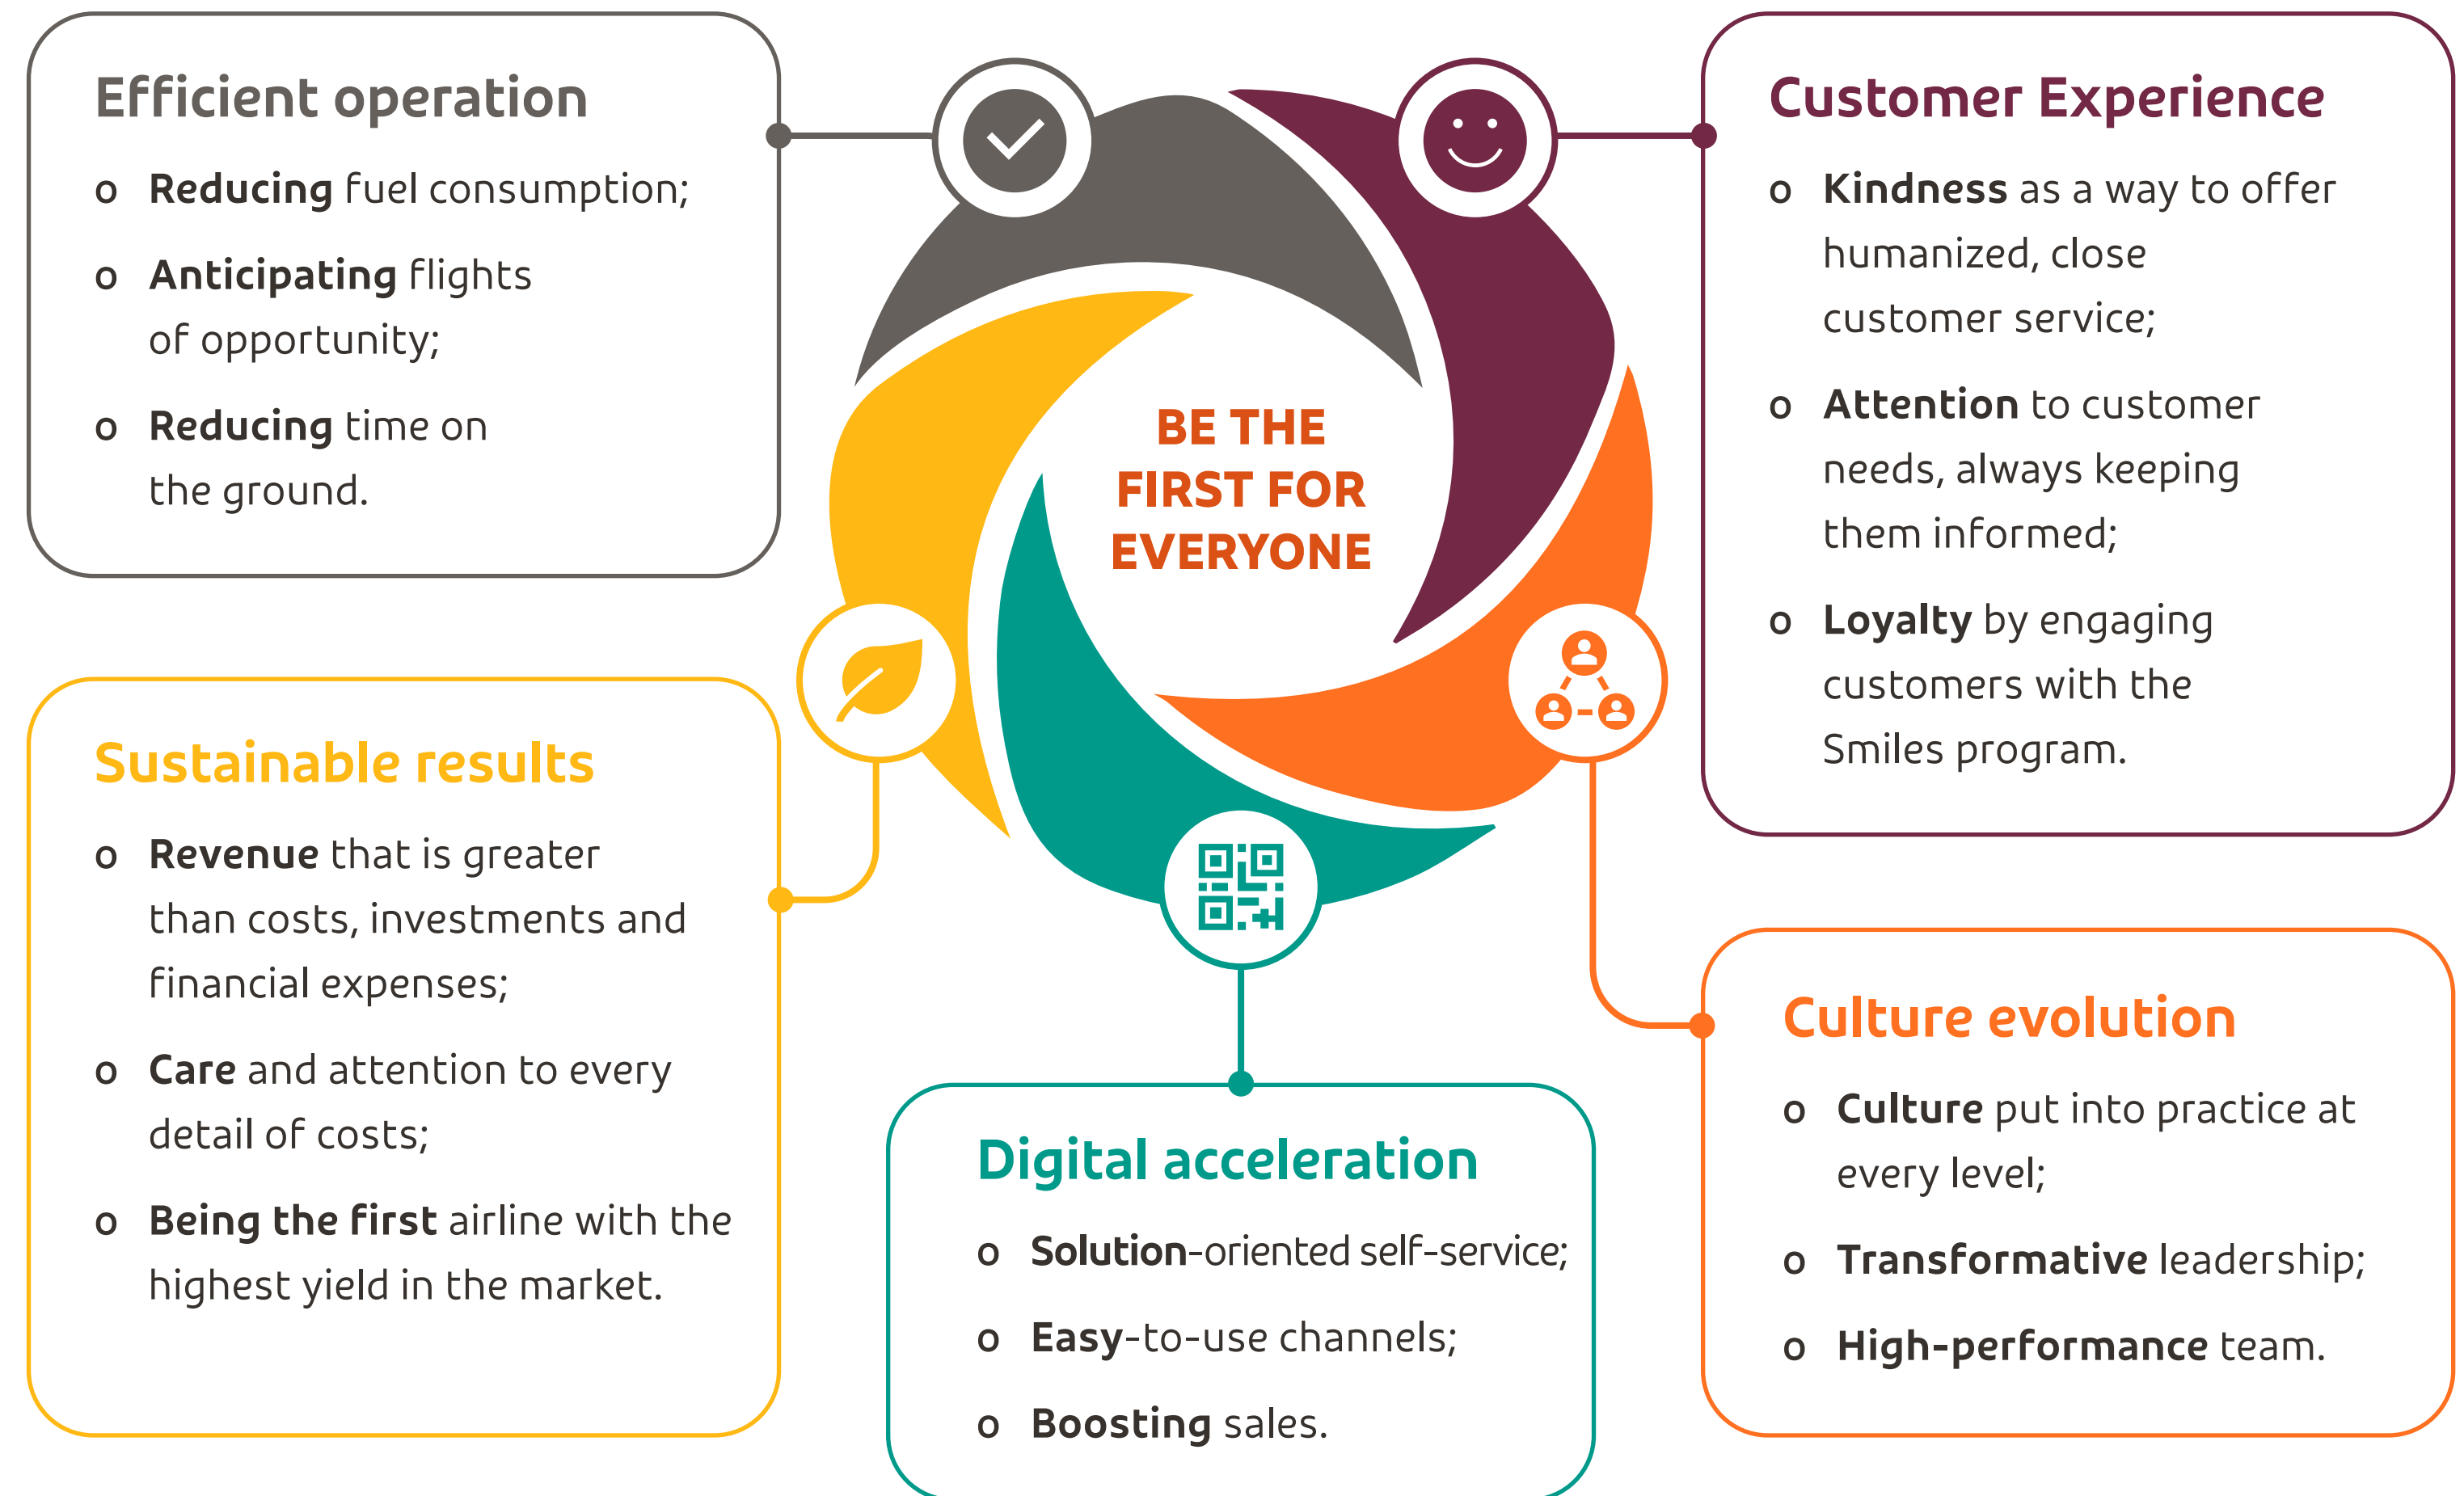 Efficient operation
o Reducing fuel consumption;
o Anticipating flights
of opportunity;
o Reducing time on
the ground.
Customer Experience
o Kindness as a way to offer
humanized, close
customer service;
o Attention to customer
needs, always keeping
them informed;
o Loyalty by engaging
customers with the
Smiles program.
BE THE
FIRST FOR
EVERYONE
Sustainable results
o Revenue that is greater
than costs, investments and
financial expenses;
o Care and attention to every
detail of costs;
o Being the first airline with the
highest yield in the market.
Digital acceleration
o Solution-oriented self-service;
o Easy-to-use channels;
o Boosting sales.
Culture evolution
o Culture put into practice at
every level;
o Transformative leadership;
o High-performance team.